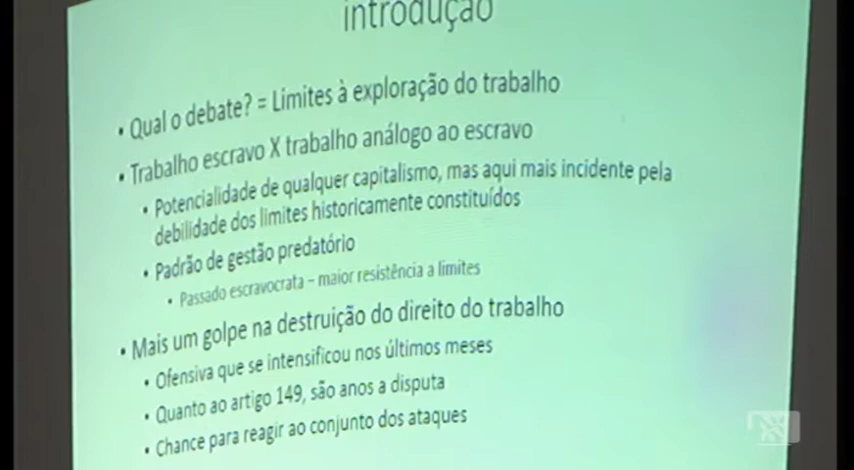 introdução
• Qual o debate? = Limites à exploração do trabalho
• Trabalho escravo X trabalho análogo ao escravo
• Potencialidade de qualquer capitalismo, mas aqui mais incidente pela
debilidade dos limites historicamente constituídos
• Padrão de gestão predatório
• Passado escravocrata – maior resistência a limites
• Mais um golpe na destruição do direito do trabalho
• Ofensiva que se intensificou nos últimos meses
• Quanto ao artigo 149, são anos a disputa
• Chance para reagir ao conjunto dos ataques